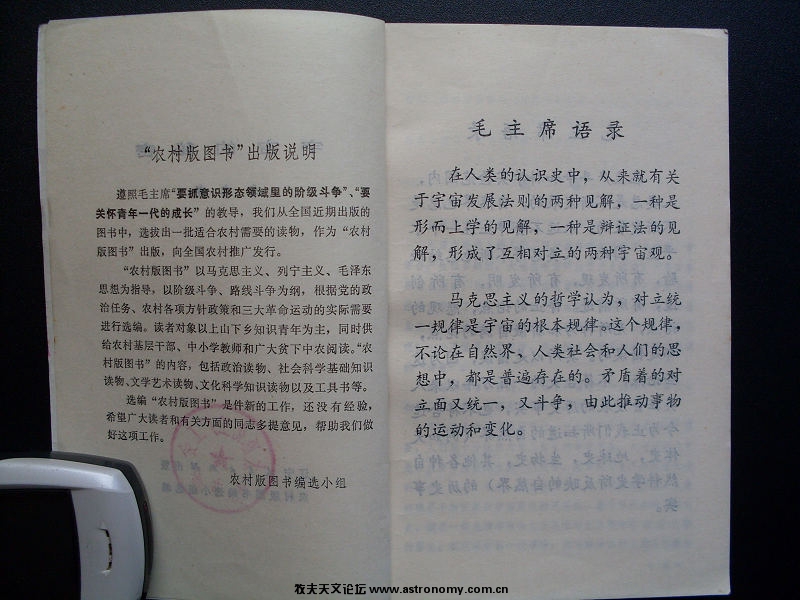 “农村版图书”出版说明
遵照毛主席“要抓意识形态领域里的阶级斗争”、“要
关怀青年一代的成长”的教导，我们从全国近期出版的
图书中，选拔出一批适合农村需要的读物，作为“农村
版图书”出版，向全国农村推广发行。
“农村版图书”以马克思主义、列宁主义、毛泽东
思想为指导，以阶级斗争、路线斗争为纲，根据党的政
治任务、农村各项方针政策和三大革命运动的实际需要
进行选编。读者对象以上山下乡知识青年为主，同时供
给农村基层干部、中小学教师和广大贫下中农阅读。“农
村版图书”的内容，包括政治读物、社会科学基础知识
读物、文学艺术读物、文化科学知识读物以及工具书等。
选编“农村版图书”是件新的工作，还没有经验，
希望广大读者和有关方面的同志多提意见，帮助我们做
好这项工作。
农村版图书编选小组
毛主席语录
在人类的认识史中，从来就有关
于宇宙发展法则的两种见解，一种是
形而上学的见解，一种是辩证法的见
解，形成了互相对立的两种宇宙观。
马克思主义的哲学认为，对立统
一规律是宇宙的根本规律。这个规律，
不论在自然界、人类社会和人们的思
想中，都是普遍存在的。矛盾着的对
立面又统一，又斗争，由此推动事物
的运动和变化。
牧夫天文论坛 www.astronomy.com.cn